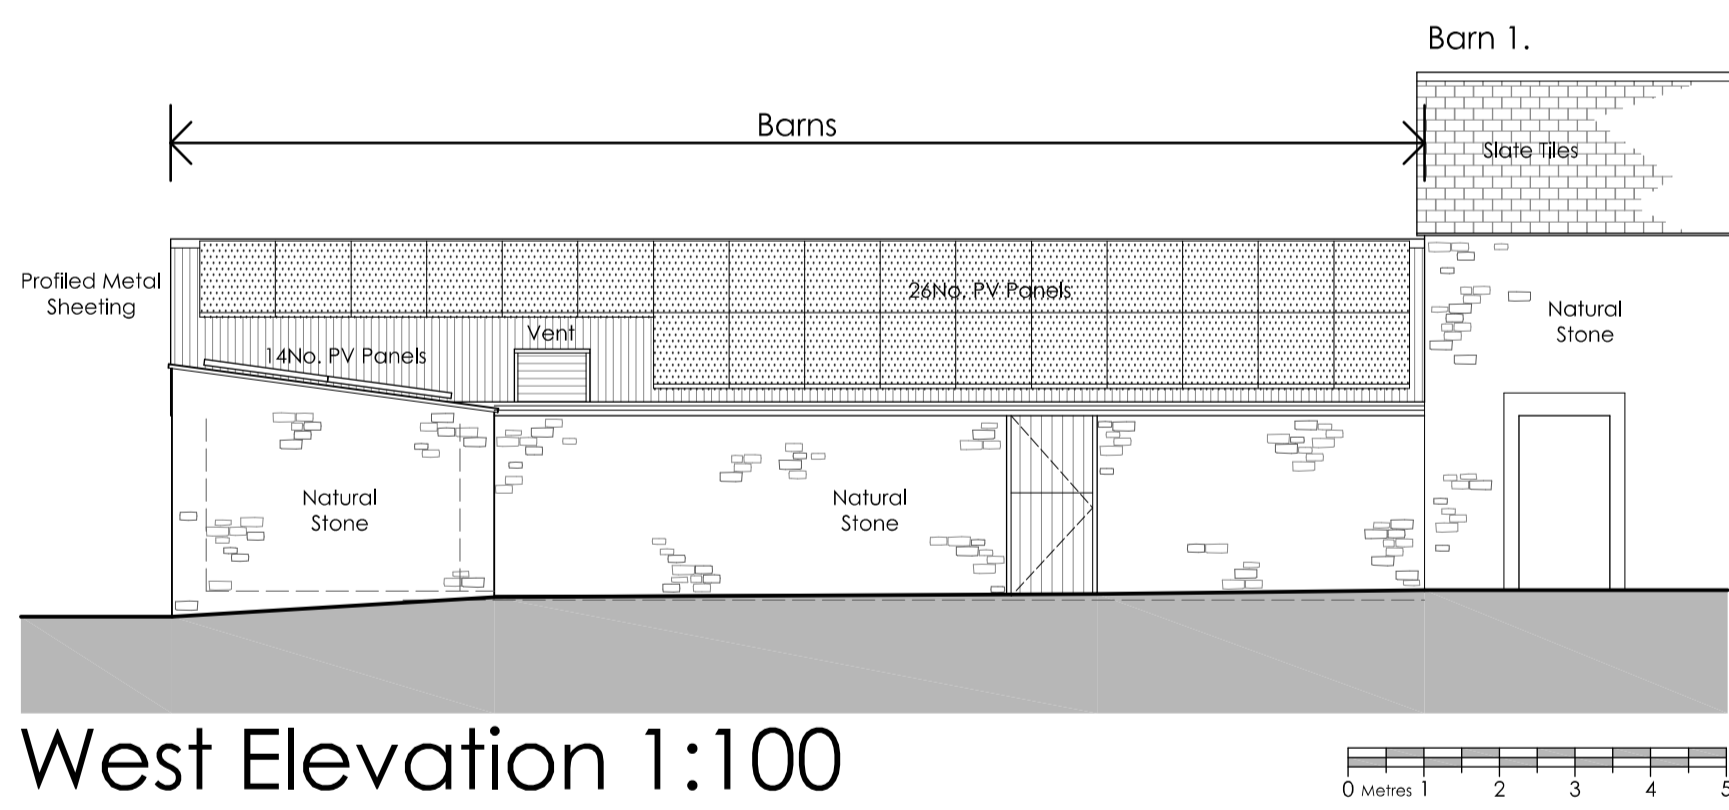 Barn 1.
Barns
Slate Tiles
Profiled Metal
Sheeting
26No. PV Panels
Natural
Stone
Vent
14No. PV Panels
Natural
Stone
Natural
Stone
West Elevation 1:100
0 Metres 1 2 3 4 5